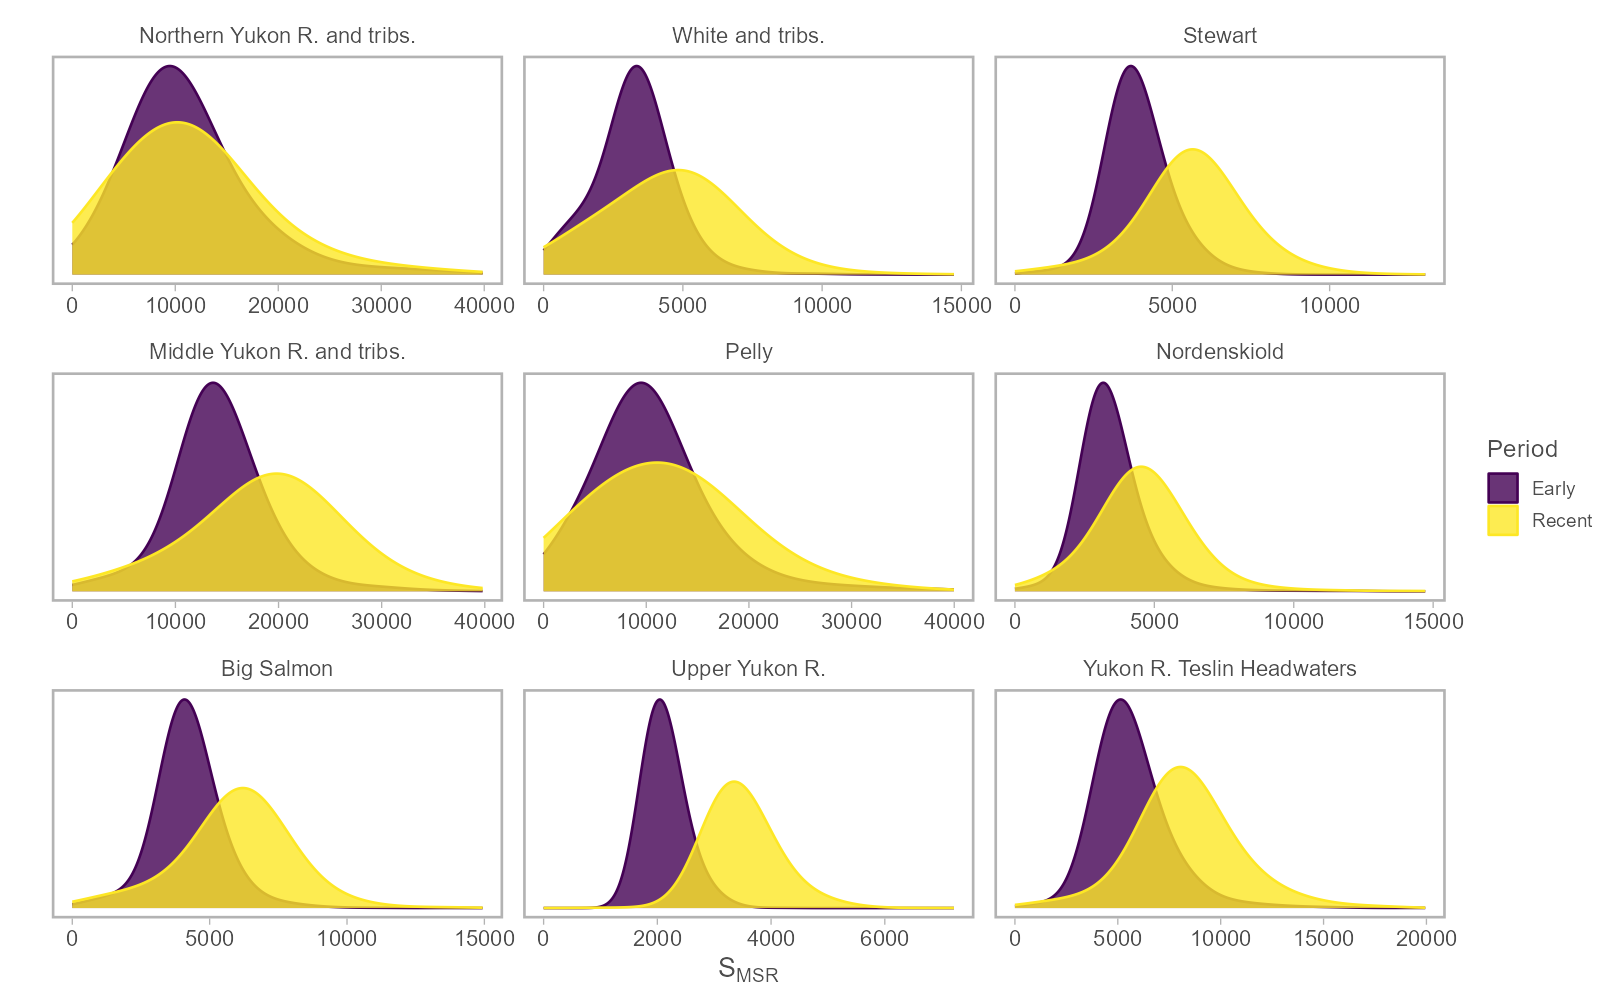 Northern Yukon R. and tribs. White and tribs. Stewart
0 10000 20000 30000 40000 0 5000 10000 15000 0 5000 10000
Middle Yukon R. and tribs. Pelly Nordenskiold
0 10000 20000 30000 40000 0 10000 20000 30000 40000 0 5000 10000 15000
Period
Early
Recent
Big Salmon Upper Yukon R. Yukon R. Teslin Headwaters
0 5000 10000 15000 0 2000 4000 6000 0 5000 10000 15000 20000
SMSR